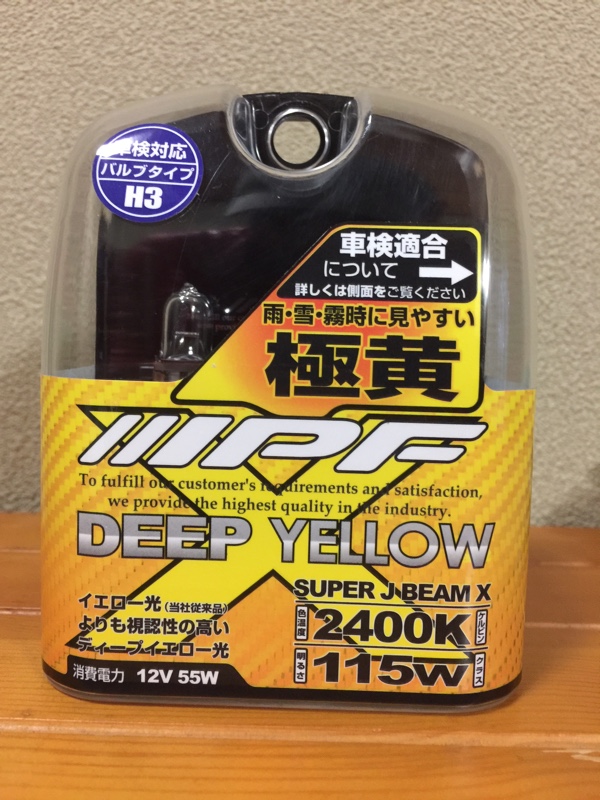 車検対応
バルブタイプ
H3
車検適合
について
詳しくは側面をご覧ください
雨・雪・霧時に見やすい
極黄
IPF
To fulfill our customer's requirements and satisfaction,
we provide the highest quality in the industry.
DEEP YELLOW
SUPER J BEAM X
イエロー光(当社従来品)
よりも視認性の高い
ディープイエロー光
色温度 2400K ケルビン
明るさ 115W クラス
消費電力 12V 55W